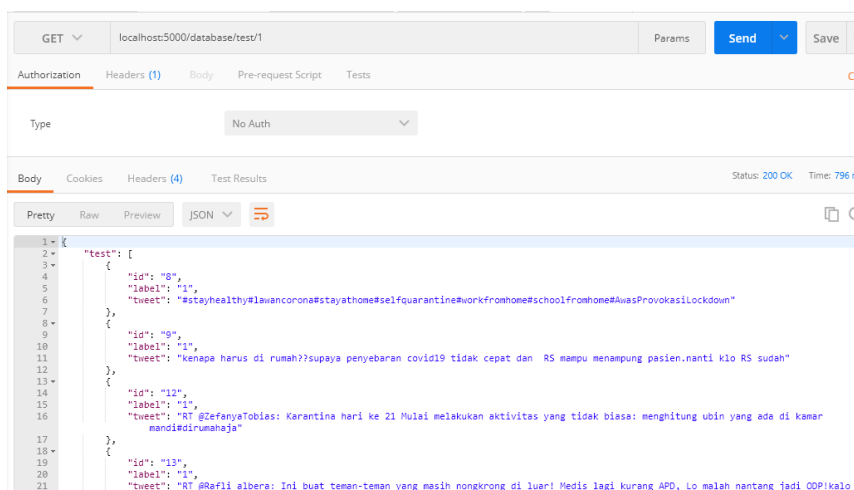 GET localhost:5000/database/test/1 Params Send Save
Authorization Headers (1) Body Pre-request Script Tests
Type No Auth
Body Cookies Headers (4) Test Results Status: 200 OK Time: 796
Pretty Raw Preview JSON
1 {
2 "test": [
3 {
4 "id": "8",
5 "label": "1",
6 "tweet": "#stayhealthy#lawancorona#stayathome#selfquarantine#workfromhome#schoolfromhome#AwasProvokasiLockdown"
7 },
8 {
9 "id": "9",
10 "label": "1",
11 "tweet": "kenapa harus di rumah??supaya penyebaran covid19 tidak cepat dan  RS mampu menampung pasien.nanti klo RS sudah"
12 },
13 {
14 "id": "12",
15 "label": "1",
16 "tweet": "RT @ZefanyaTobias: Karantina hari ke 21 Mulai melakukan aktivitas yang tidak biasa: menghitung ubin yang ada di kamar
mandi#dirumahaja"
17 },
18 {
19 "id": "13",
20 "label": "1",
21 "tweet": "RT @Rafli albera: Ini buat teman-teman yang masih nongkrong di luar! Medis lagi kurang APD, Lo malah nantang jadi ODP!kalo